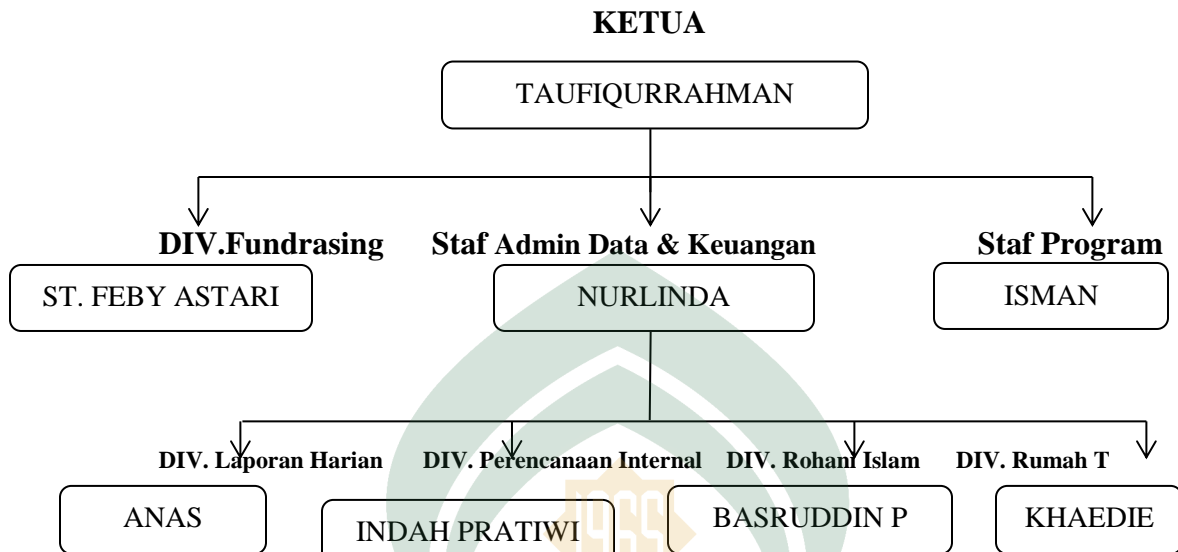 KETUA
TAUFIQURRAHMAN
DIV.Fundrasing Staf Admin Data & Keuangan Staf Program
ST. FEBY ASTARI NURLINDA ISMAN
DIV. Laporan Harian DIV. Perencanaan Internal DIV. Rohani Islam DIV. Rumah T
ANAS INDAH PRATIWI BASRUDDIN P KHAEDIE
1965